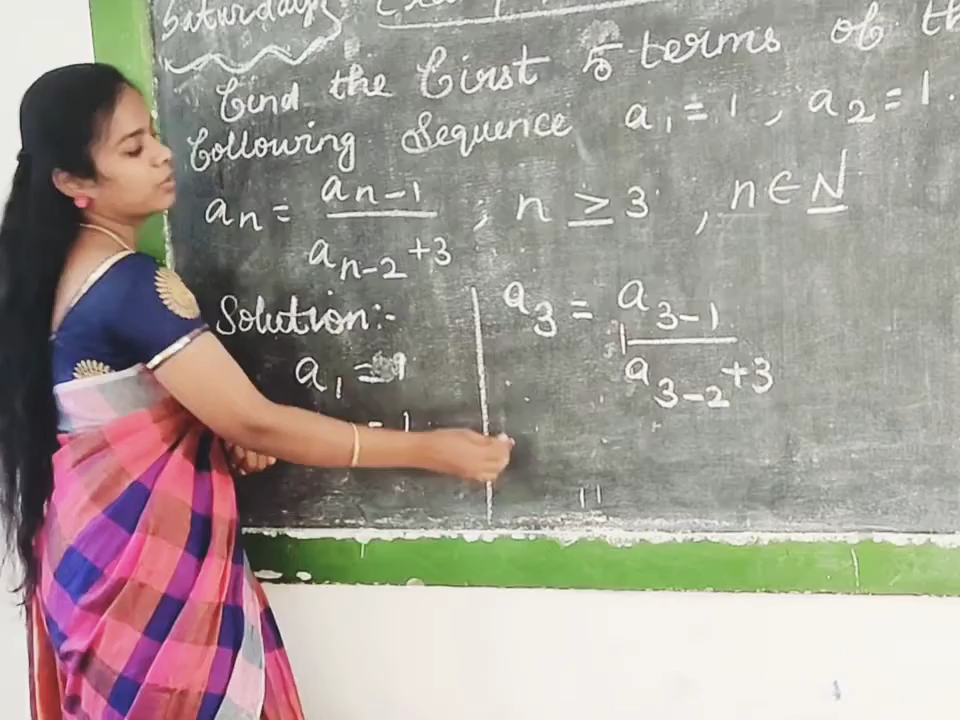 Saturday
Find the first 5 terms of th
following Sequence a₁ = 1 , a₂ = 1.
aₙ = aₙ₋₁ / aₙ₋₂ + 3 , n ≥ 3 , n ∈ N
Solution:-
a₁ = 1
= 1
a₃ = a₃₋₁ / a₃₋₂ + 3